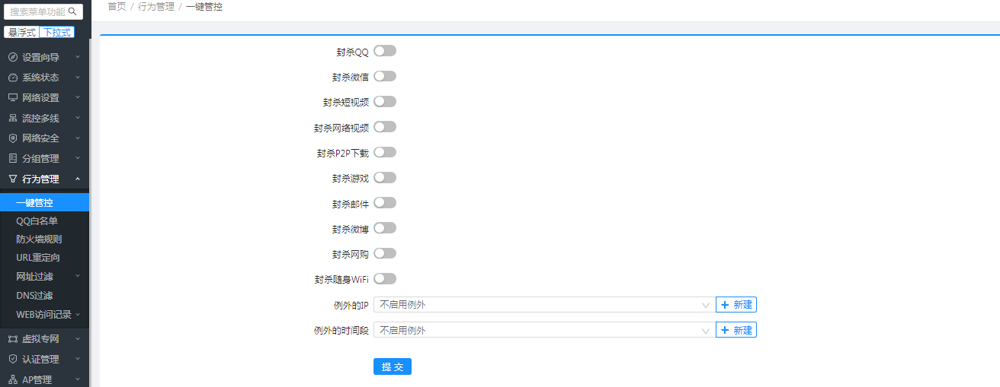 搜索菜单功能
悬浮式 下拉式
设置向导
系统状态
网络设置
流控多线
网络安全
分组管理
行为管理
一键管控
QQ白名单
防火墙规则
URL重定向
网址过滤
DNS过滤
WEB访问记录
虚拟专网
认证管理
AP管理
首页 / 行为管理 / 一键管控
封杀QQ
封杀微信
封杀短视频
封杀网络视频
封杀P2P下载
封杀游戏
封杀邮件
封杀微博
封杀网购
封杀随身WiFi
例外的IP 不启用例外 + 新建
例外的时间段 不启用例外 + 新建
提 交